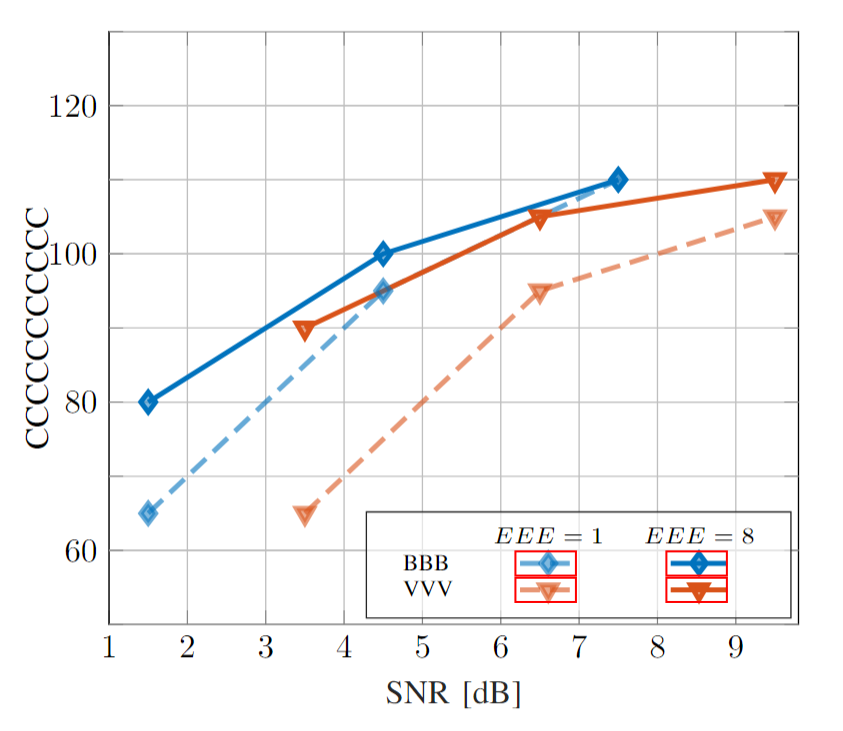 120
100
80
60
CCCCCCCCCCC
EEE = 1 EEE = 8
BBB
VVV
1 2 3 4 5 6 7 8 9
SNR [dB]